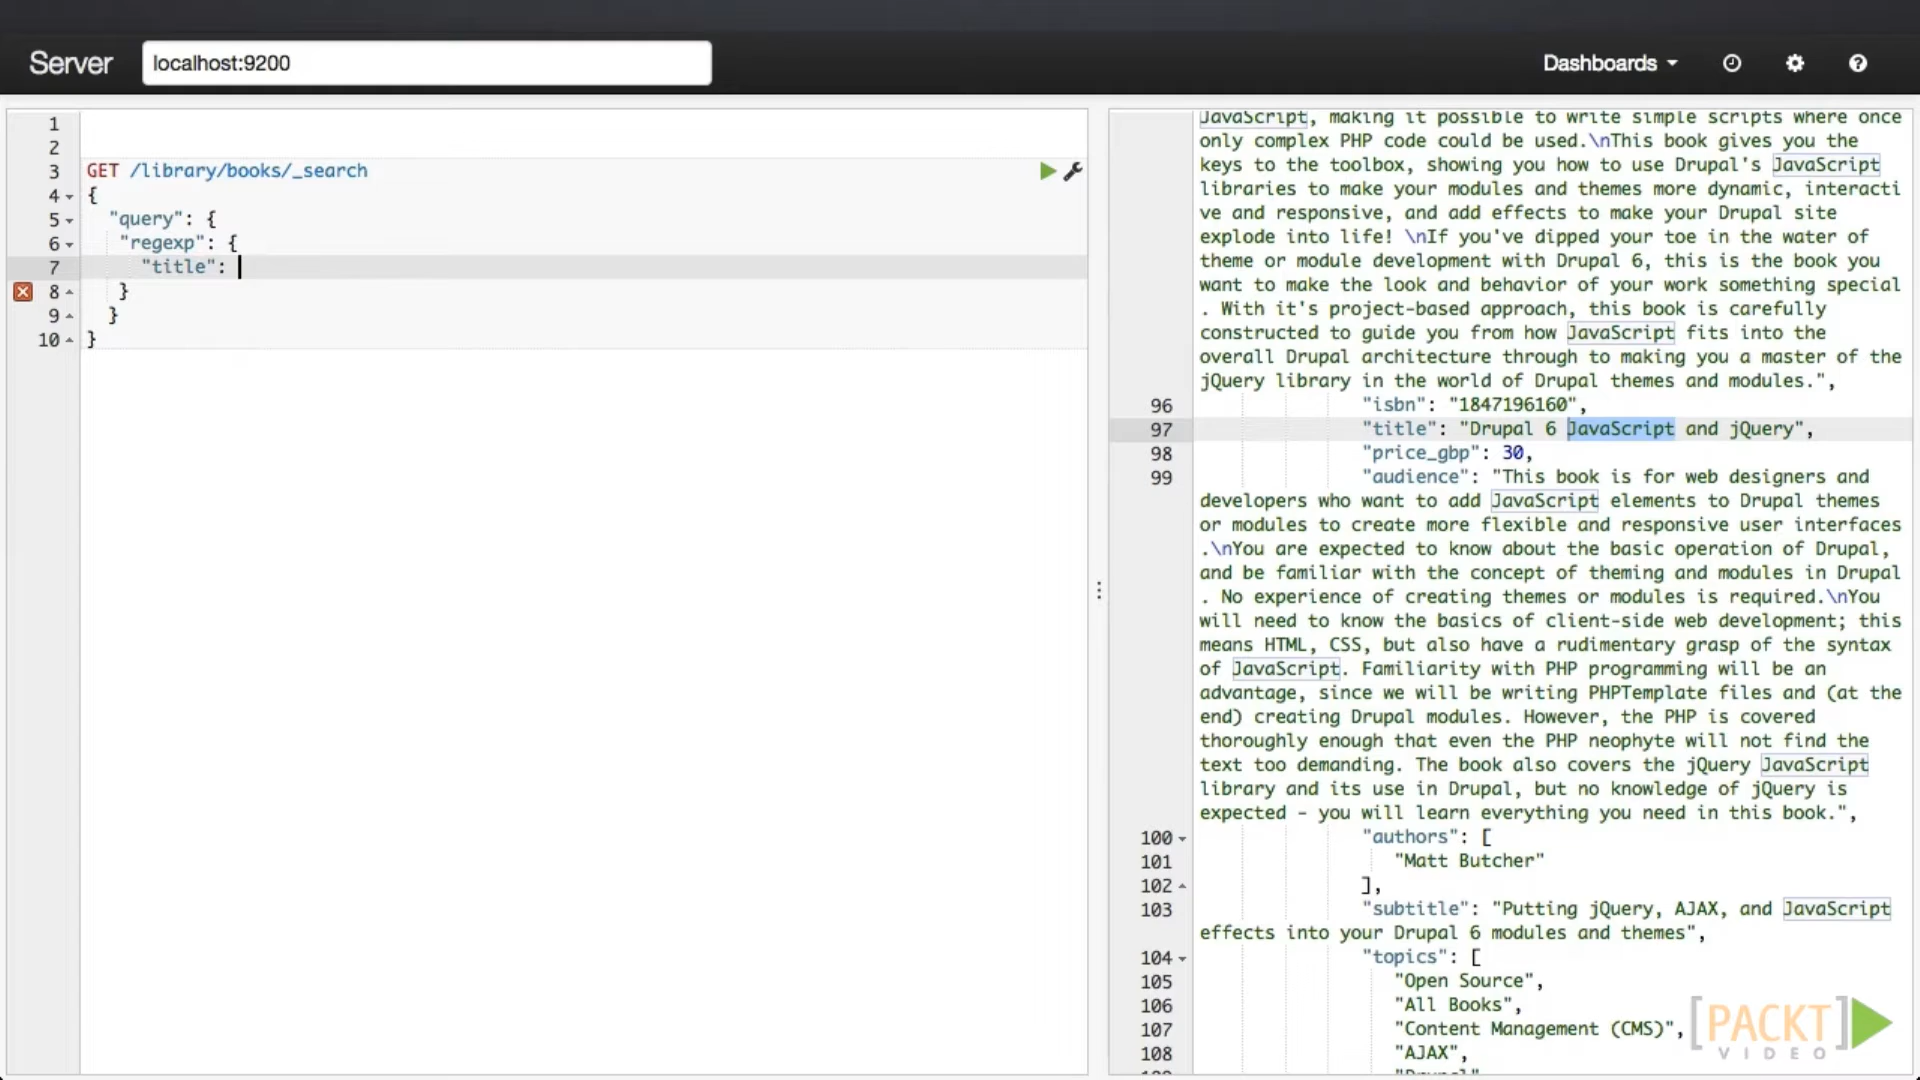 Server
localhost:9200
Dashboards
1
2
3 GET /library/books/_search
4 {
5 "query": {
6 "regexp": {
7 "title":
8 }
9 }
10 }
JavaScript, making it possible to write simple scripts where once
only complex PHP code could be used.\nThis book gives you the
keys to the toolbox, showing you how to use Drupal's JavaScript
libraries to make your modules and themes more dynamic, interacti
ve and responsive, and add effects to make your Drupal site
explode into life! \nIf you've dipped your toe in the water of
theme or module development with Drupal 6, this is the book you
want to make the look and behavior of your work something special
. With it's project-based approach, this book is carefully
constructed to guide you from how JavaScript fits into the
overall Drupal architecture through to making you a master of the
jQuery library in the world of Drupal themes and modules.",
96 "isbn": "1847196160",
97 "title": "Drupal 6 JavaScript and jQuery",
98 "price_gbp": 30,
99 "audience": "This book is for web designers and
developers who want to add JavaScript elements to Drupal themes
or modules to create more flexible and responsive user interfaces
.\nYou are expected to know about the basic operation of Drupal,
and be familiar with the concept of theming and modules in Drupal
. No experience of creating themes or modules is required.\nYou
will need to know the basics of client-side web development; this
means HTML, CSS, but also have a rudimentary grasp of the syntax
of JavaScript. Familiarity with PHP programming will be an
advantage, since we will be writing PHPTemplate files and (at the
end) creating Drupal modules. However, the PHP is covered
thoroughly enough that even the PHP neophyte will not find the
text too demanding. The book also covers the jQuery JavaScript
library and its use in Drupal, but no knowledge of jQuery is
expected - you will learn everything you need in this book.",
100 "authors": [
101 "Matt Butcher"
102 ],
103 "subtitle": "Putting jQuery, AJAX, and JavaScript
effects into your Drupal 6 modules and themes",
104 "topics": [
105 "Open Source",
106 "All Books",
107 "Content Management (CMS)",
108 "AJAX",
[PACKT]
VIDEO